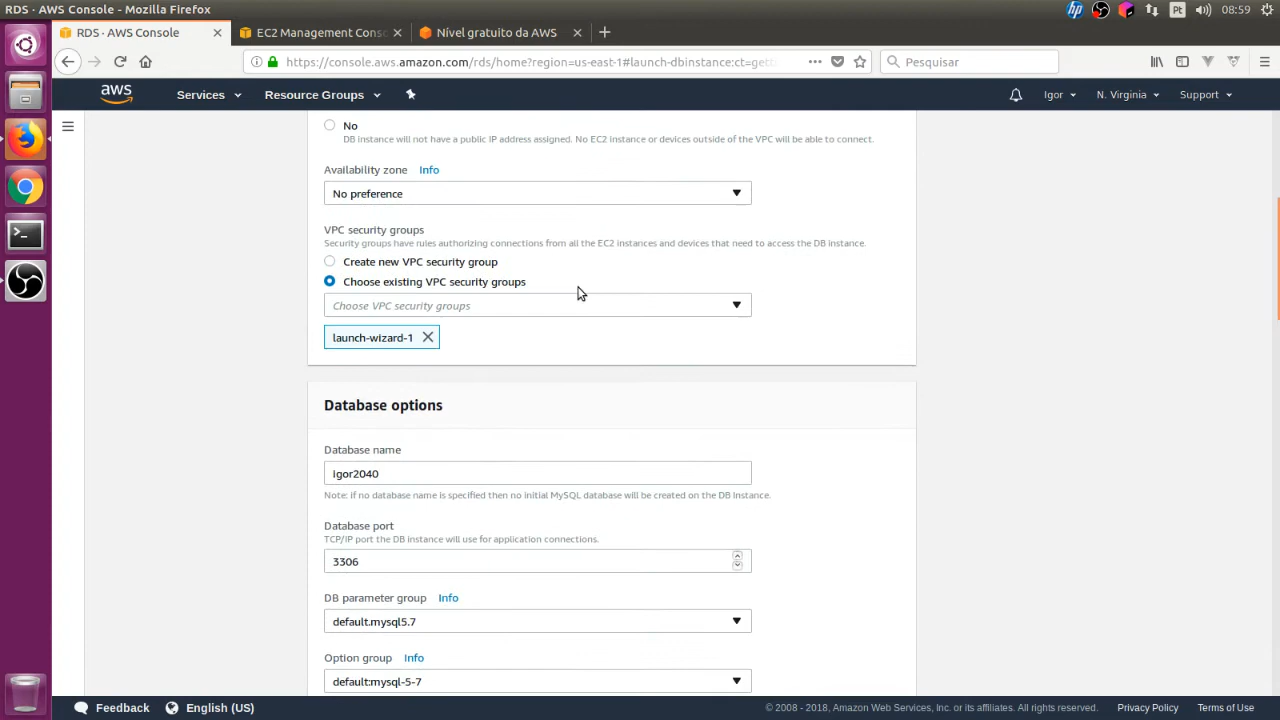 RDS - AWS Console - Mozilla Firefox
Pt
08:59
RDS · AWS Console
EC2 Management Conso
Nível gratuito da AWS
https://console.aws.amazon.com/rds/home?region=us-east-1#launch-dbinstance:ct=gett
Pesquisar
aws
Services
Resource Groups
Igor
N. Virginia
Support
No
DB instance will not have a public IP address assigned. No EC2 instance or devices outside of the VPC will be able to connect.
Availability zone Info
No preference
VPC security groups
Security groups have rules authorizing connections from all the EC2 instances and devices that need to access the DB instance.
Create new VPC security group
Choose existing VPC security groups
Choose VPC security groups
launch-wizard-1
Database options
Database name
igor2040
Note: if no database name is specified then no initial MySQL database will be created on the DB Instance.
Database port
TCP/IP port the DB instance will use for application connections.
3306
DB parameter group Info
default.mysql5.7
Option group Info
default:mysql-5-7
Feedback
English (US)
© 2008 - 2018, Amazon Web Services, Inc. or its affiliates. All rights reserved.
Privacy Policy
Terms of Use